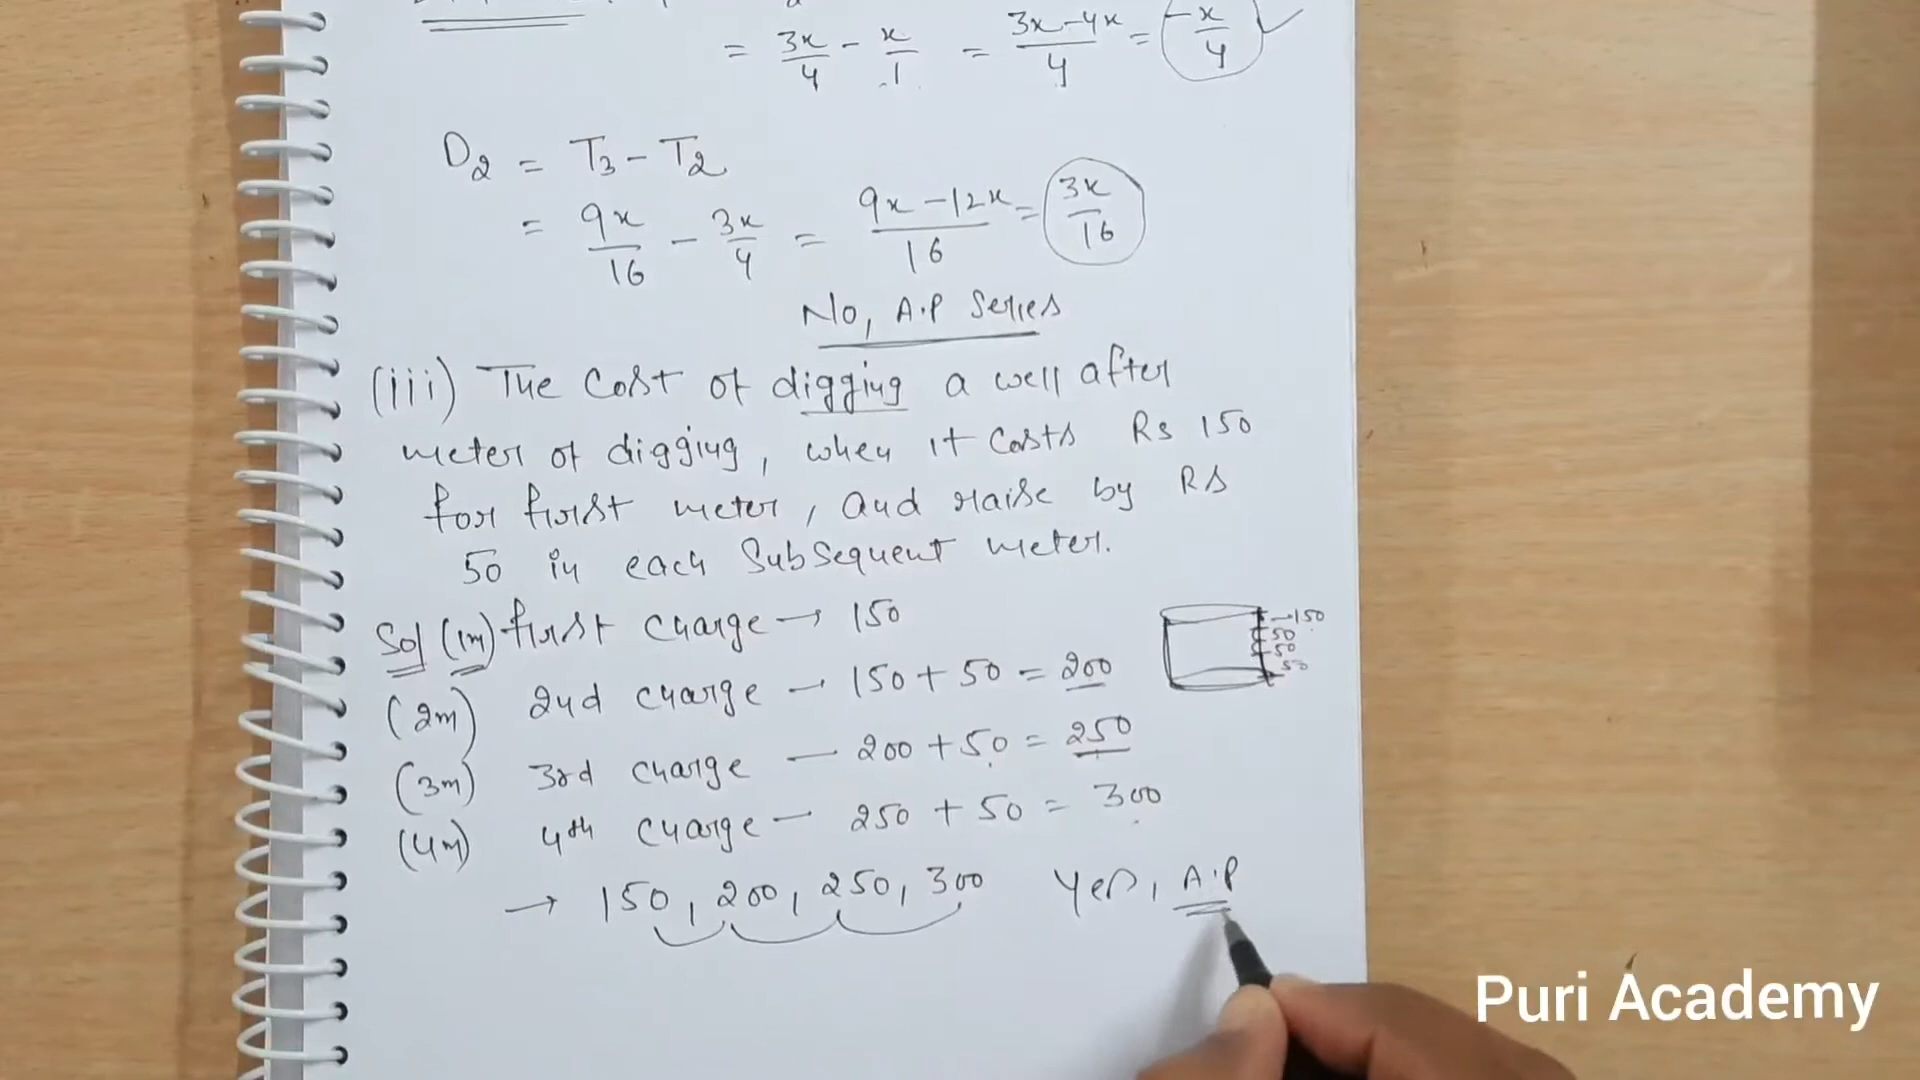 = 3x/4 - x/1 = 3x-4x/4 = -x/4
D2 = T3 - T2
= 9x/16 - 3x/4 = 9x-12x/16 = 3x/16
No, A.P Series
(iii) The Cost of digging a well after
meter of digging, when it Costs Rs 150
for first meter, and raise by Rs
50 in each Subsequent meter.
Sol (1m) first charge → 150
-150
50
50
50
(2m) 2nd charge → 150 + 50 = 200
(3m) 3rd charge — 200 + 50 = 250
(4m) 4th charge — 250 + 50 = 300
→ 150, 200, 250, 300 Yes, A.P
Puri Academy